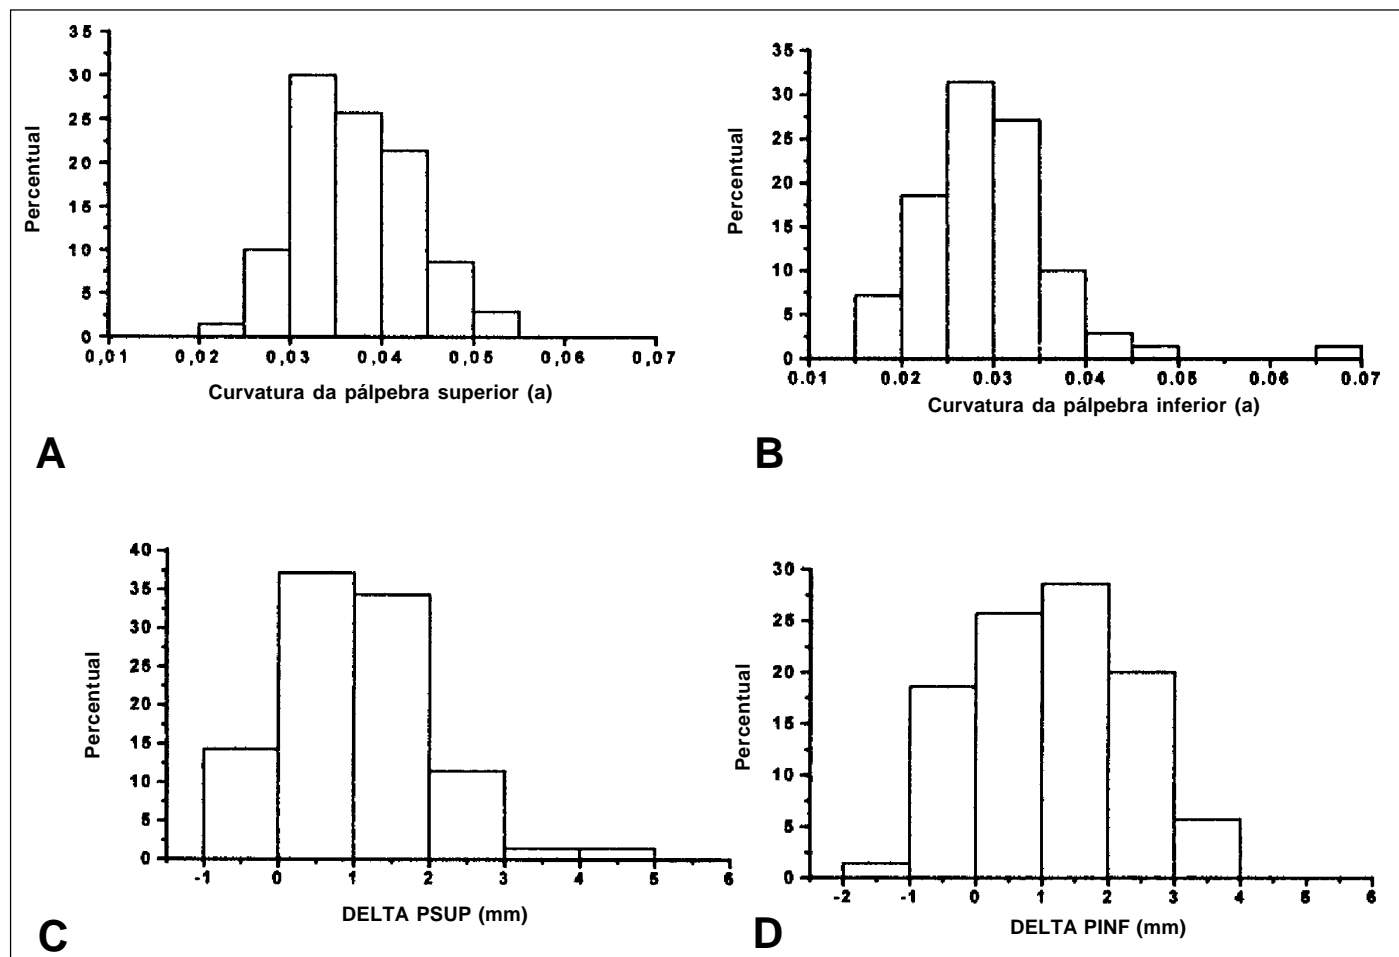 35
30
25
20
15
10
5
0
Percentual
0,01 0,02 0,03 0,04 0,05 0,06 0,07
Curvatura da pálpebra superior (a)
A
35
30
25
20
15
10
5
0
Percentual
0.01 0.02 0.03 0.04 0.05 0.06 0.07
Curvatura da pálpebra inferior (a)
B
40
35
30
25
20
15
10
5
0
Percentual
-1 0 1 2 3 4 5 6
DELTA PSUP (mm)
C
30
25
20
15
10
5
0
Percentual
-2 -1 0 1 2 3 4 5 6
DELTA PINF (mm)
D